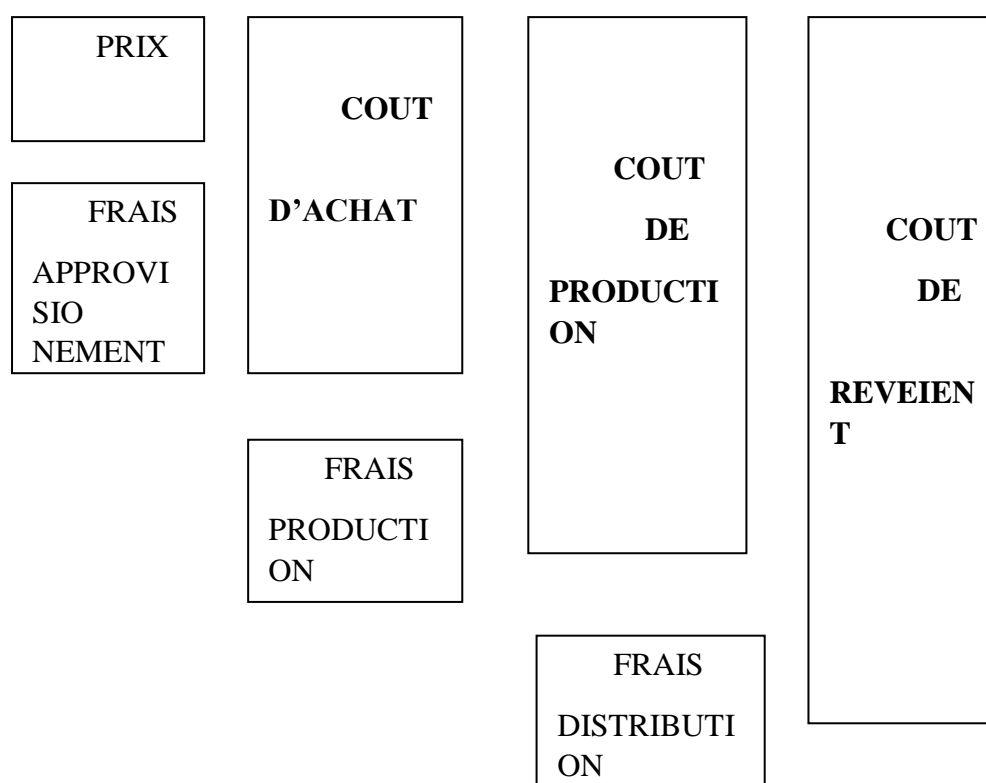 PRIX
FRAIS
APPROVI
SIO
NEMENT
COUT
D’ACHAT
FRAIS
PRODUCTI
ON
COUT
DE
PRODUCTI
ON
FRAIS
DISTRIBUTI
ON
COUT
DE
REVEIEN
T